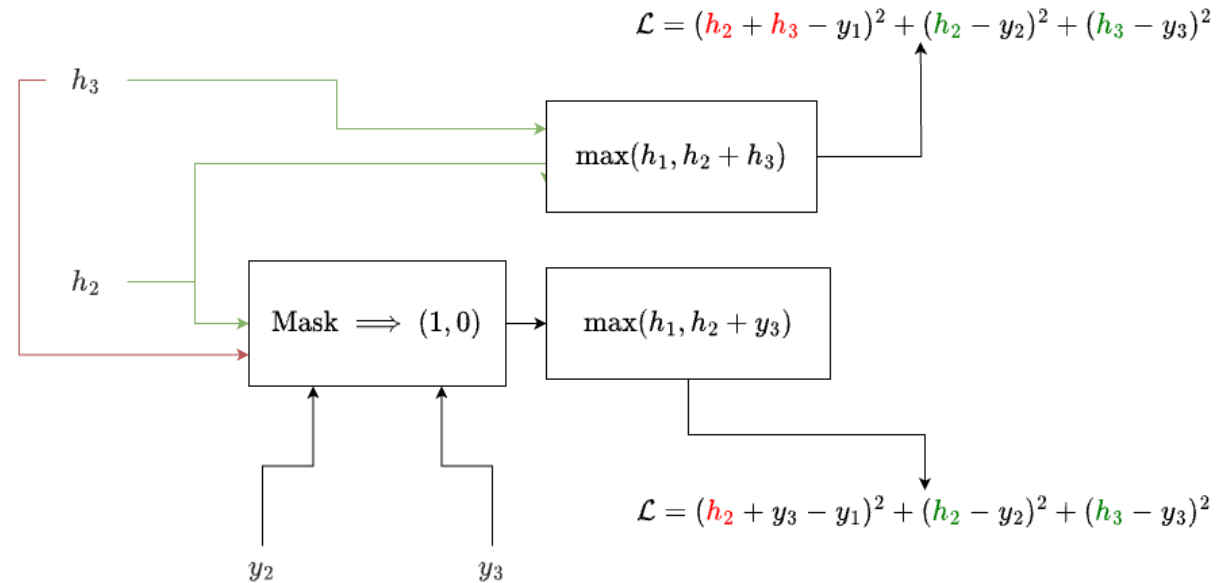 ℒ = (h₂ + h₃ − y₁)² + (h₂ − y₂)² + (h₃ − y₃)²
h₃
max(h₁, h₂ + h₃)
h₂
Mask ⟹ (1, 0)
max(h₁, h₂ + y₃)
ℒ = (h₂ + y₃ − y₁)² + (h₂ − y₂)² + (h₃ − y₃)²
y₂
y₃